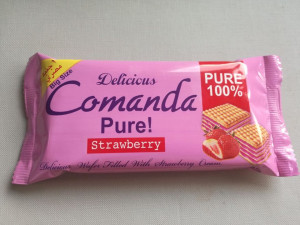 Big Size
Delicious
Comanda
Pure!
Strawberry
PURE
100%
Delicious Wafer Filled With Strawberry Cream